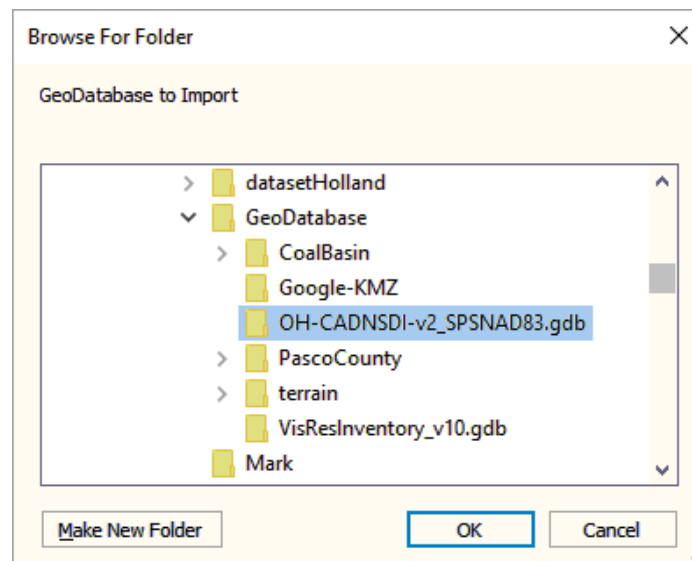 Browse For Folder
GeoDatabase to Import
datasetHolland
GeoDatabase
CoalBasin
Google-KMZ
OH-CADNSDI-v2_SPSNAD83.gdb
PascoCounty
terrain
VisResInventory_v10.gdb
Mark
Make New Folder OK Cancel